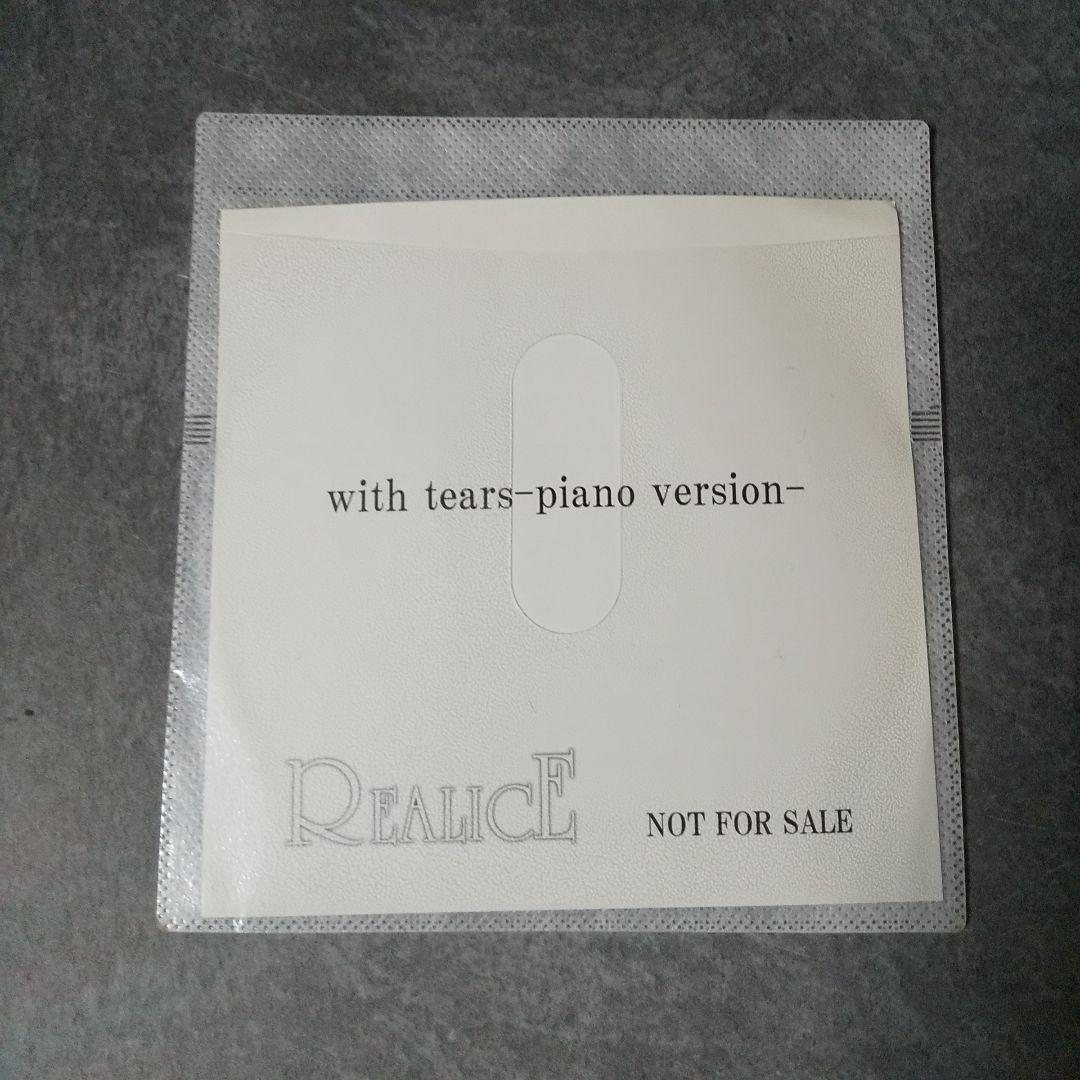 with tears-piano version-
REALICE
NOT FOR SALE